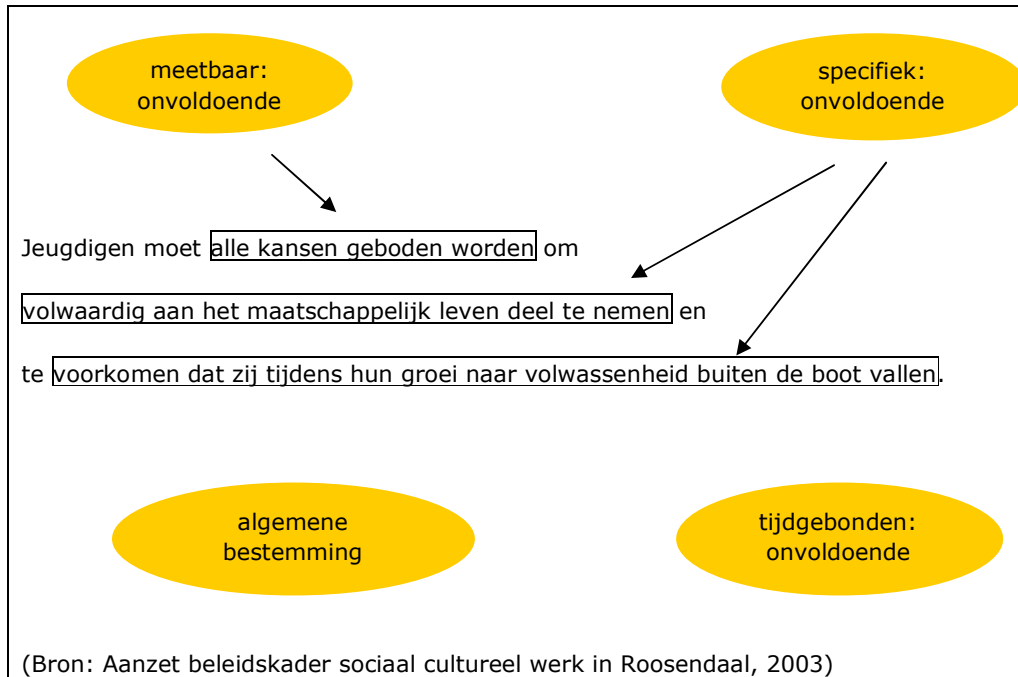 meetbaar:
onvoldoende
specifiek:
onvoldoende
Jeugdigen moet alle kansen geboden worden om
volwaardig aan het maatschappelijk leven deel te nemen en
te voorkomen dat zij tijdens hun groei naar volwassenheid buiten de boot vallen.
algemene
bestemming
tijdgebonden:
onvoldoende
(Bron: Aanzet beleidskader sociaal cultureel werk in Roosendaal, 2003)